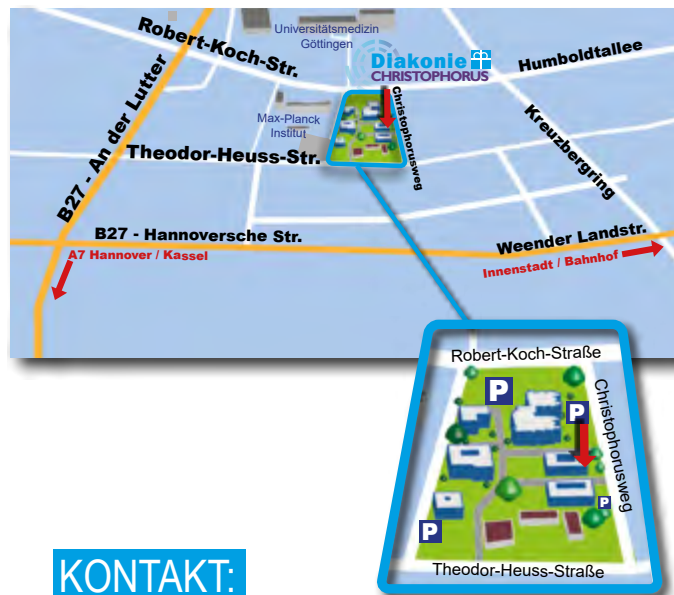 Universitätsmedizin
Göttingen
Robert-Koch-Str.
Diakonie
CHRISTOPHORUS
Humboldtallee
B27 - An der Lutter
Max-Planck
Institut
Christophorusweg
Kreuzbergring
Theodor-Heuss-Str.
B27 - Hannoversche Str.
Weender Landstr.
A7 Hannover / Kassel
Innenstadt / Bahnhof
Robert-Koch-Straße
P
P
Christophorusweg
P
P
Theodor-Heuss-Straße
KONTAKT: